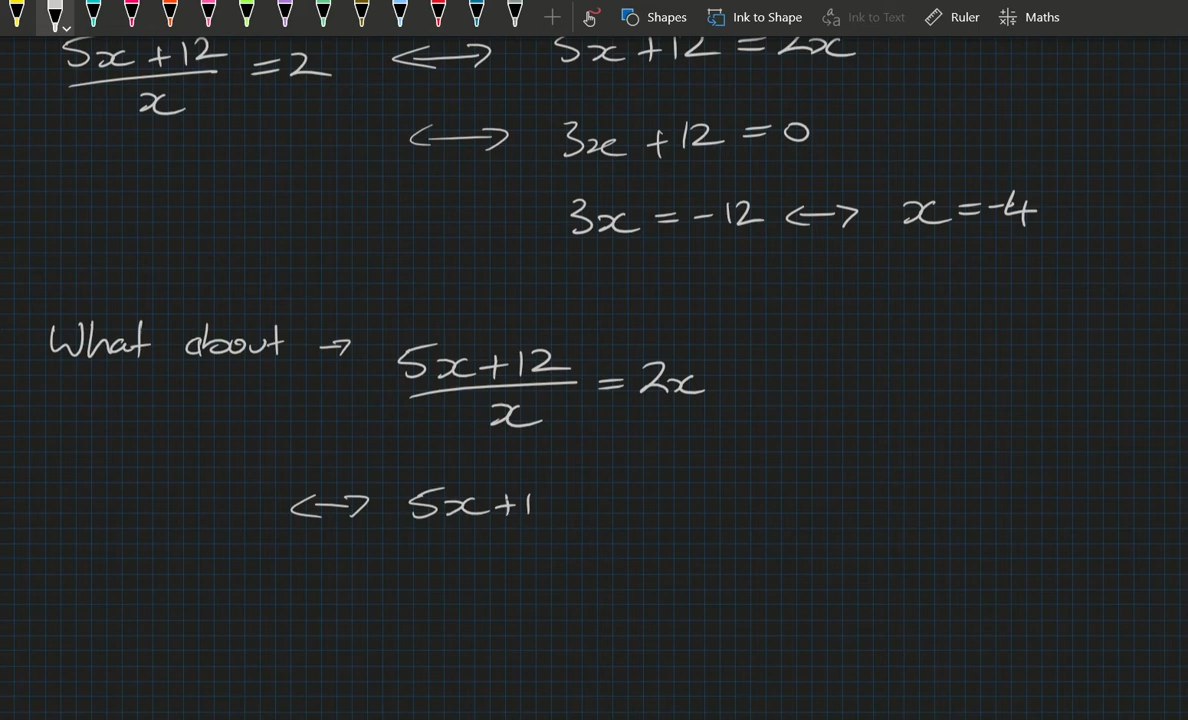 Shapes Ink to Shape Ink to Text Ruler Maths
5x+12/x = 2 ⟷ 5x+12 = 2x
⟷ 3x+12 = 0
3x = -12 ⟷ x = -4
What about → 5x+12/x = 2x
⟷ 5x+1